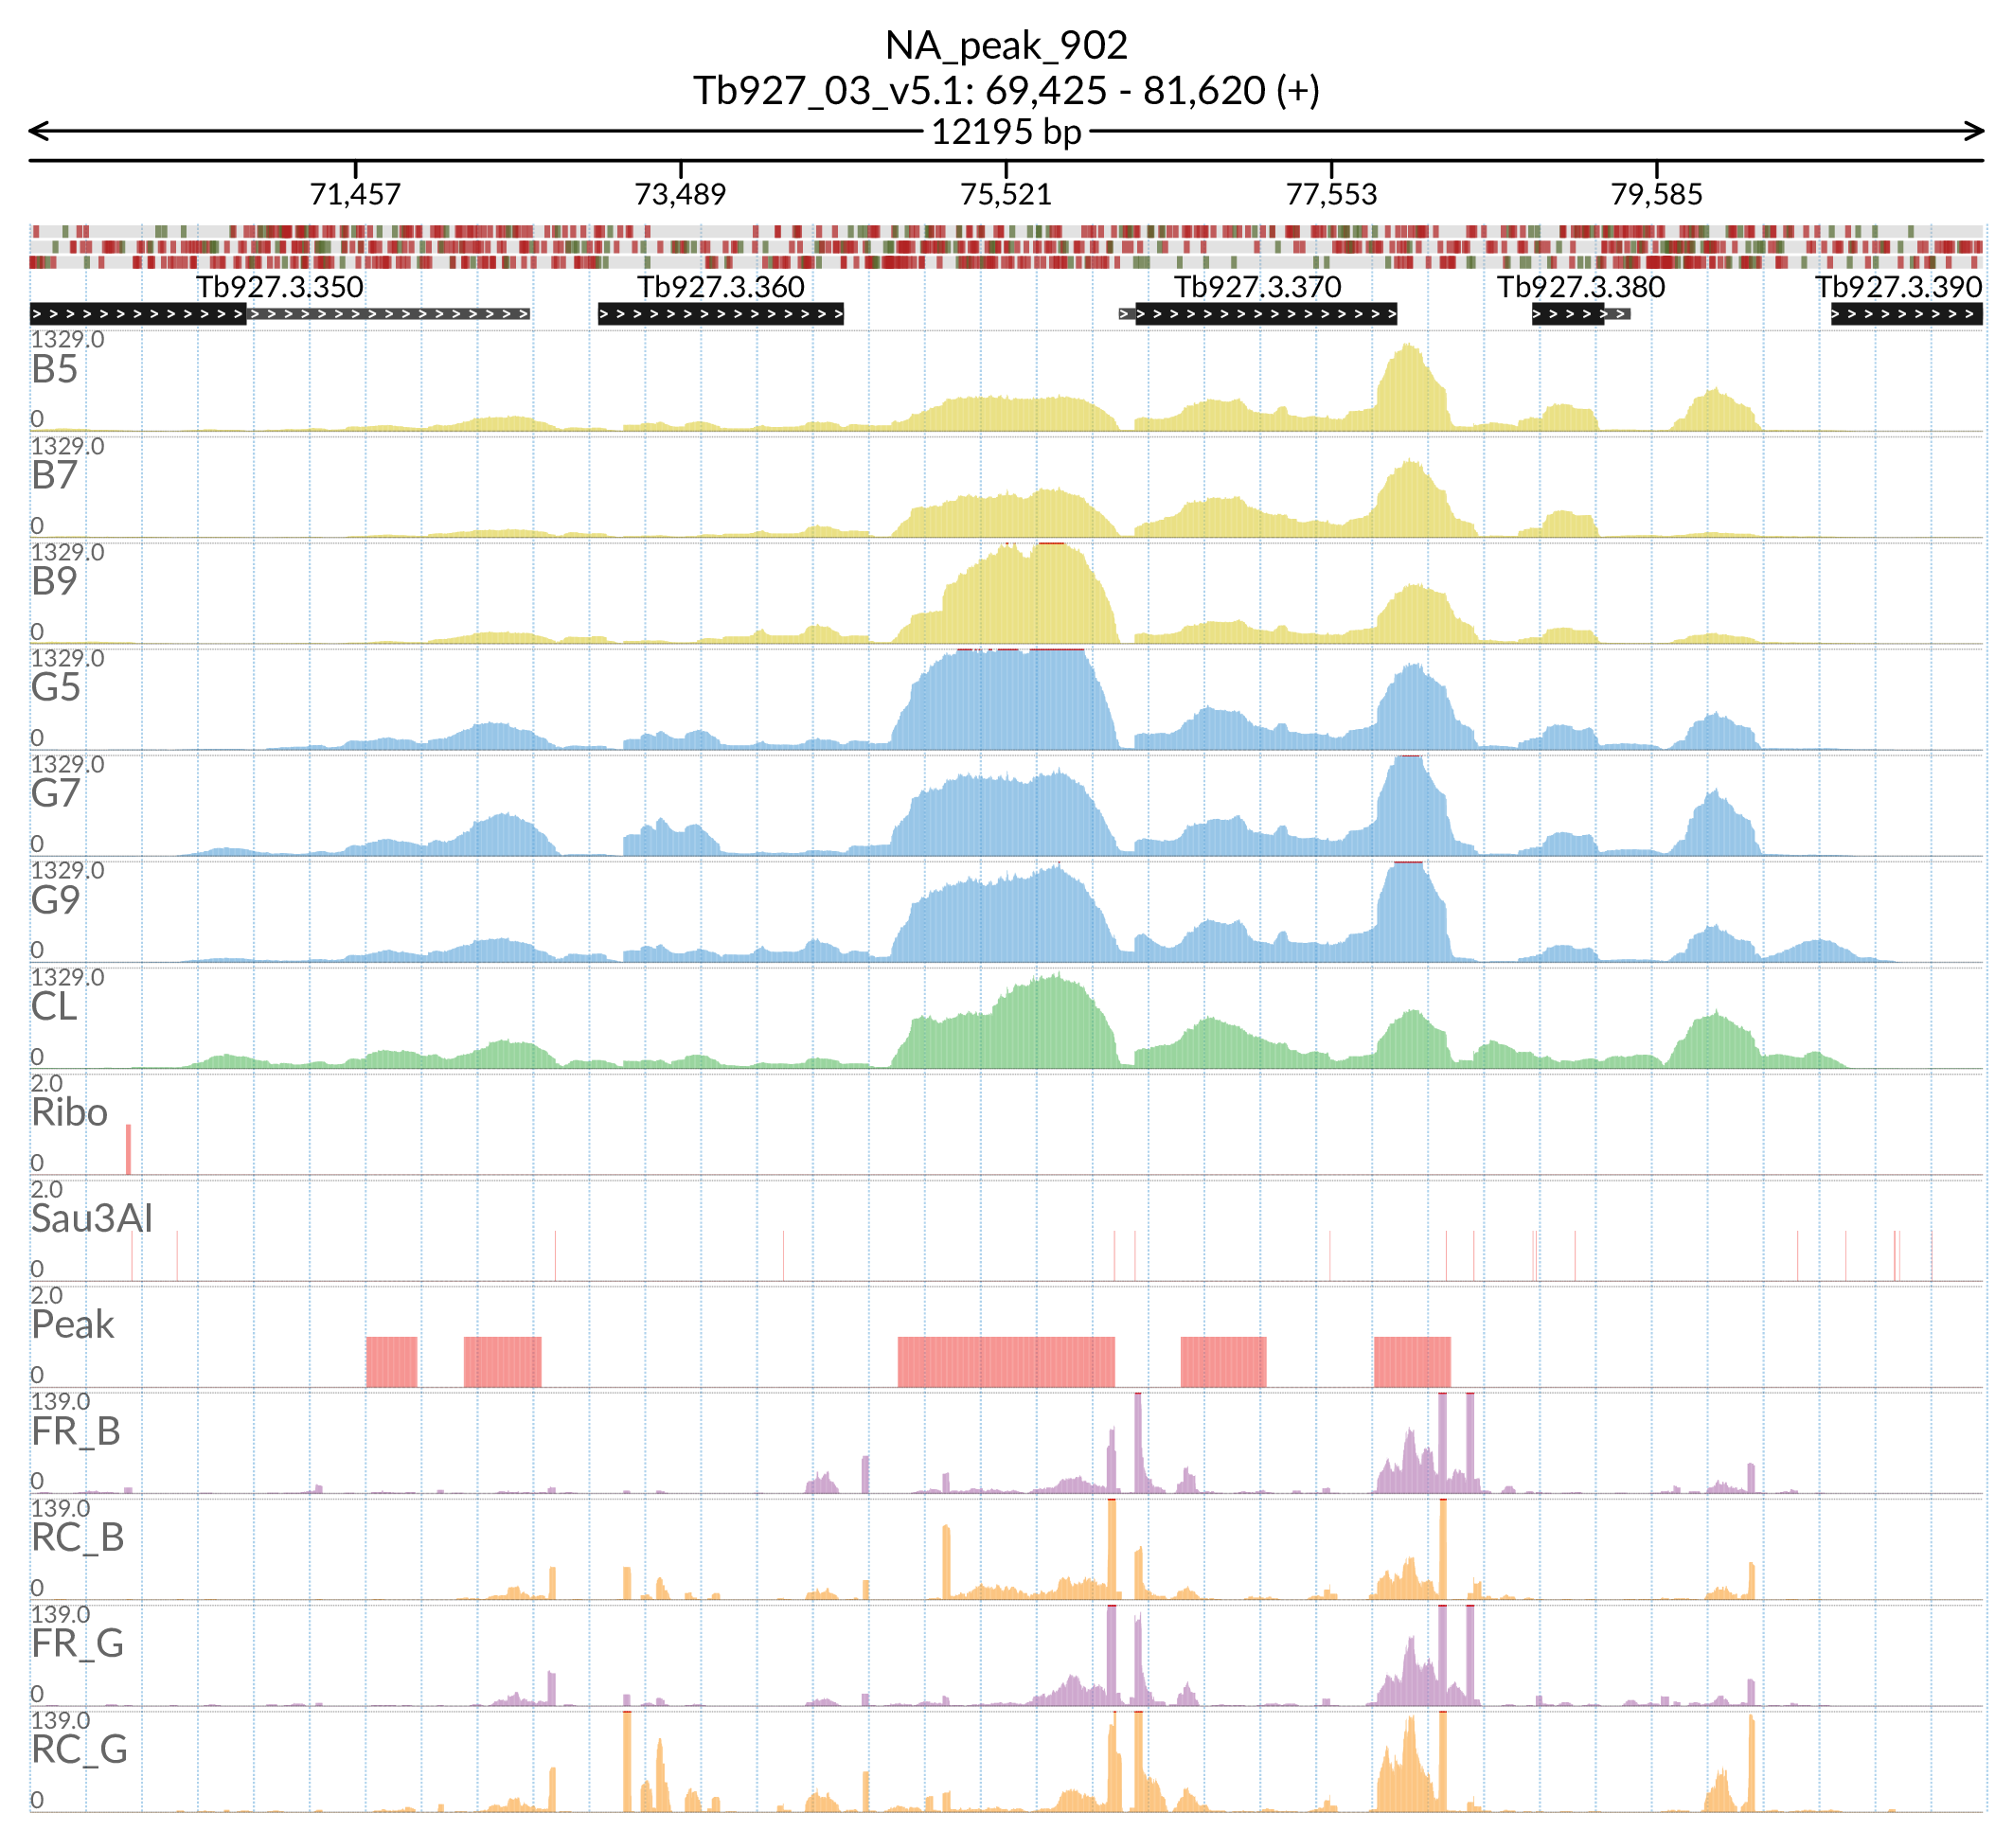 NA_peak_902
Tb927_03_v5.1: 69,425 - 81,620 (+)
12195 bp
71,457 73,489 75,521 77,553 79,585
Tb927.3.350 Tb927.3.360 Tb927.3.370 Tb927.3.380 Tb927.3.390
1329.0
B5
0
1329.0
B7
0
1329.0
B9
0
1329.0
G5
0
1329.0
G7
0
1329.0
G9
0
1329.0
CL
0
2.0
Ribo
0
2.0
Sau3AI
0
2.0
Peak
0
139.0
FR_B
0
139.0
RC_B
0
139.0
FR_G
0
139.0
RC_G
0